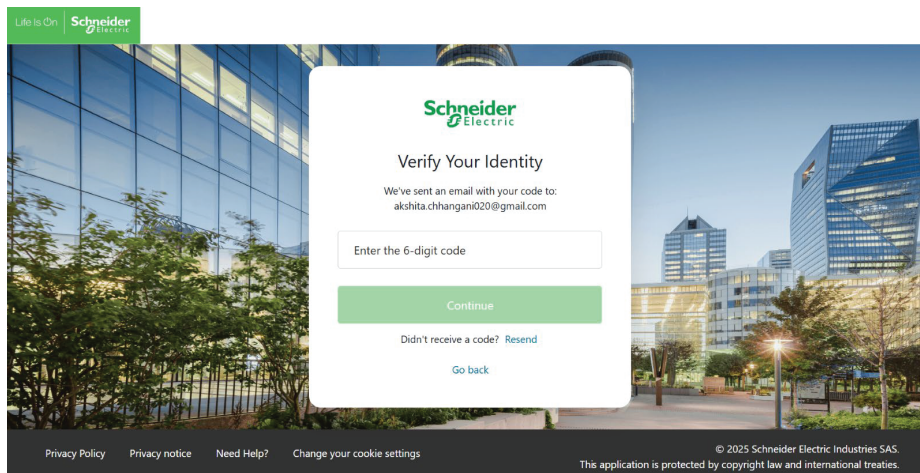 Life Is On
Schneider
Electric
Schneider
Electric
Verify Your Identity
We've sent an email with your code to:
akshita.chhangani020@gmail.com
Enter the 6-digit code
Continue
Didn't receive a code? Resend
Go back
Privacy Policy Privacy notice Need Help? Change your cookie settings
© 2025 Schneider Electric Industries SAS.
This application is protected by copyright law and international treaties.